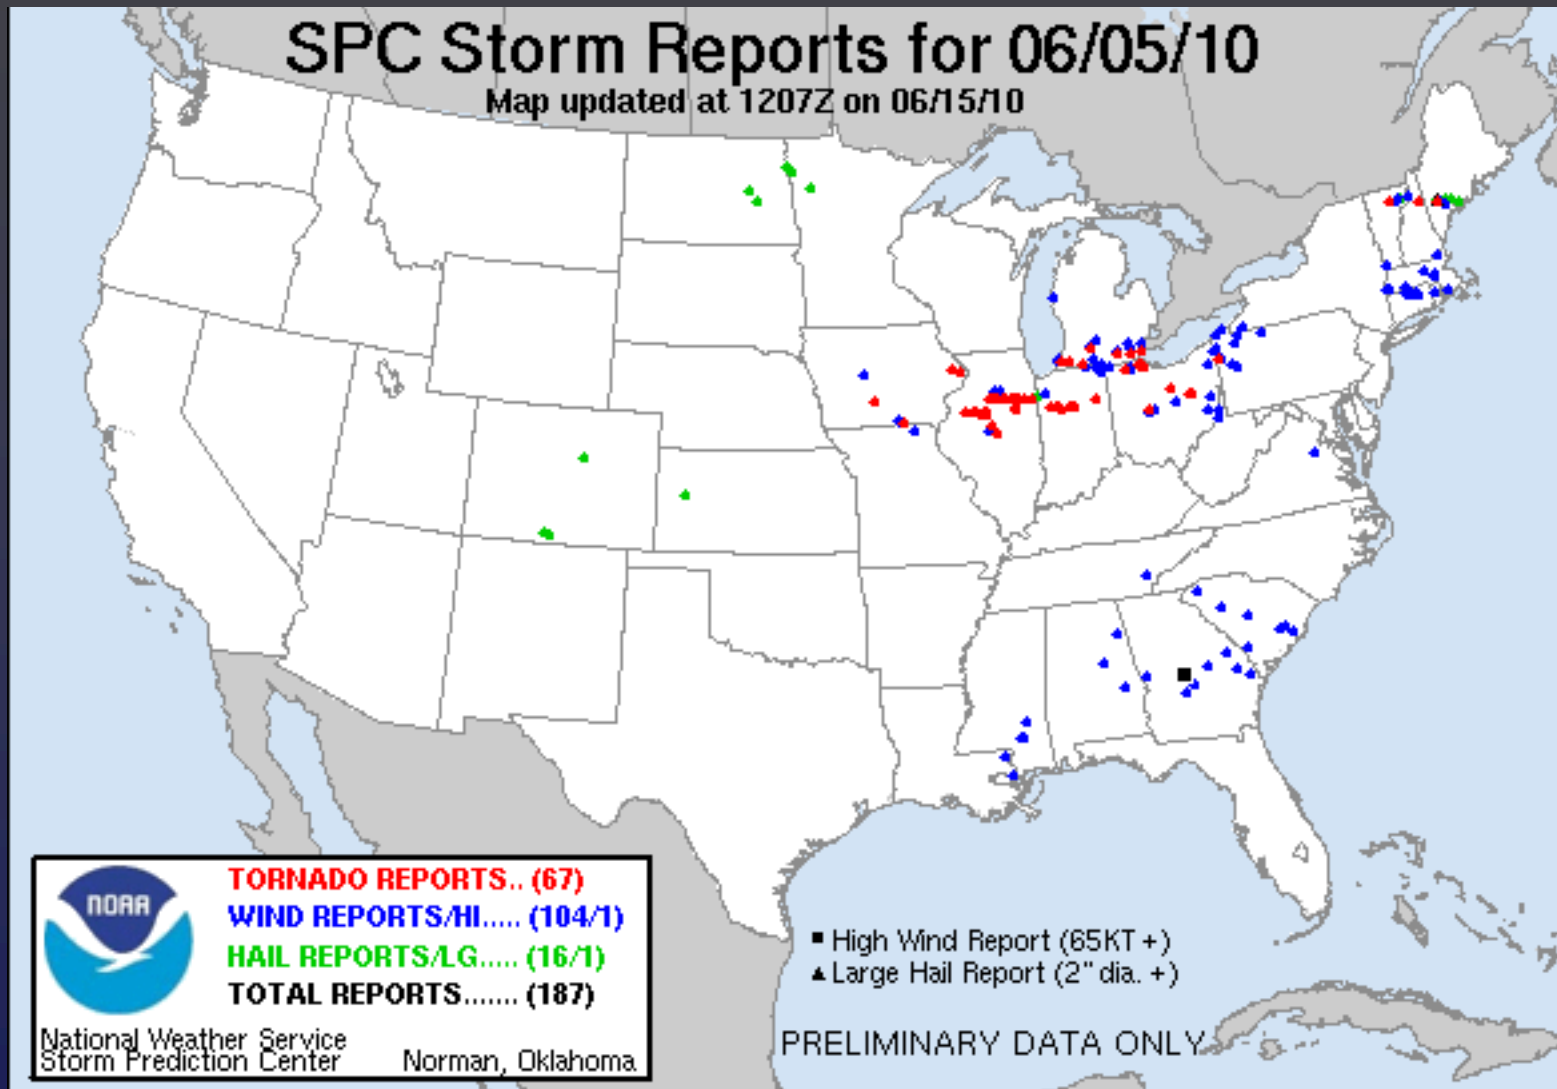 SPC Storm Reports for 06/05/10
Map updated at 1207Z on 06/15/10
NOAA
TORNADO REPORTS.. (67)
WIND REPORTS/HI..... (104/1)
HAIL REPORTS/LG..... (16/1)
TOTAL REPORTS....... (187)
National Weather Service
Storm Prediction Center Norman, Oklahoma
High Wind Report (65KT +)
Large Hail Report (2" dia. +)
PRELIMINARY DATA ONLY